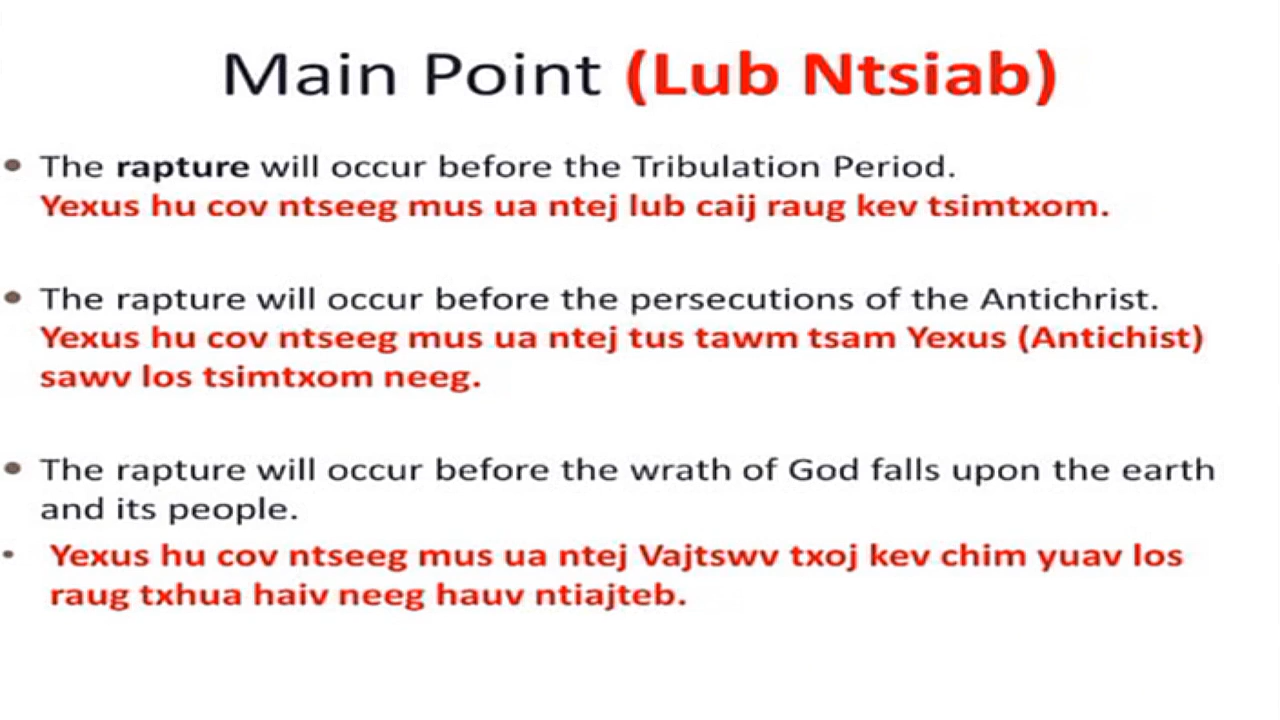 Main Point (Lub Ntsiab)
• The rapture will occur before the Tribulation Period.
Yexus hu cov ntseeg mus ua ntej lub caij raug kev tsimtxom.
• The rapture will occur before the persecutions of the Antichrist.
Yexus hu cov ntseeg mus ua ntej tus tawm tsam Yexus (Antichist)
sawv los tsimtxom neeg.
• The rapture will occur before the wrath of God falls upon the earth
and its people.
• Yexus hu cov ntseeg mus ua ntej Vajtswv txoj kev chim yuav los
raug txhua haiv neeg hauv ntiajteb.